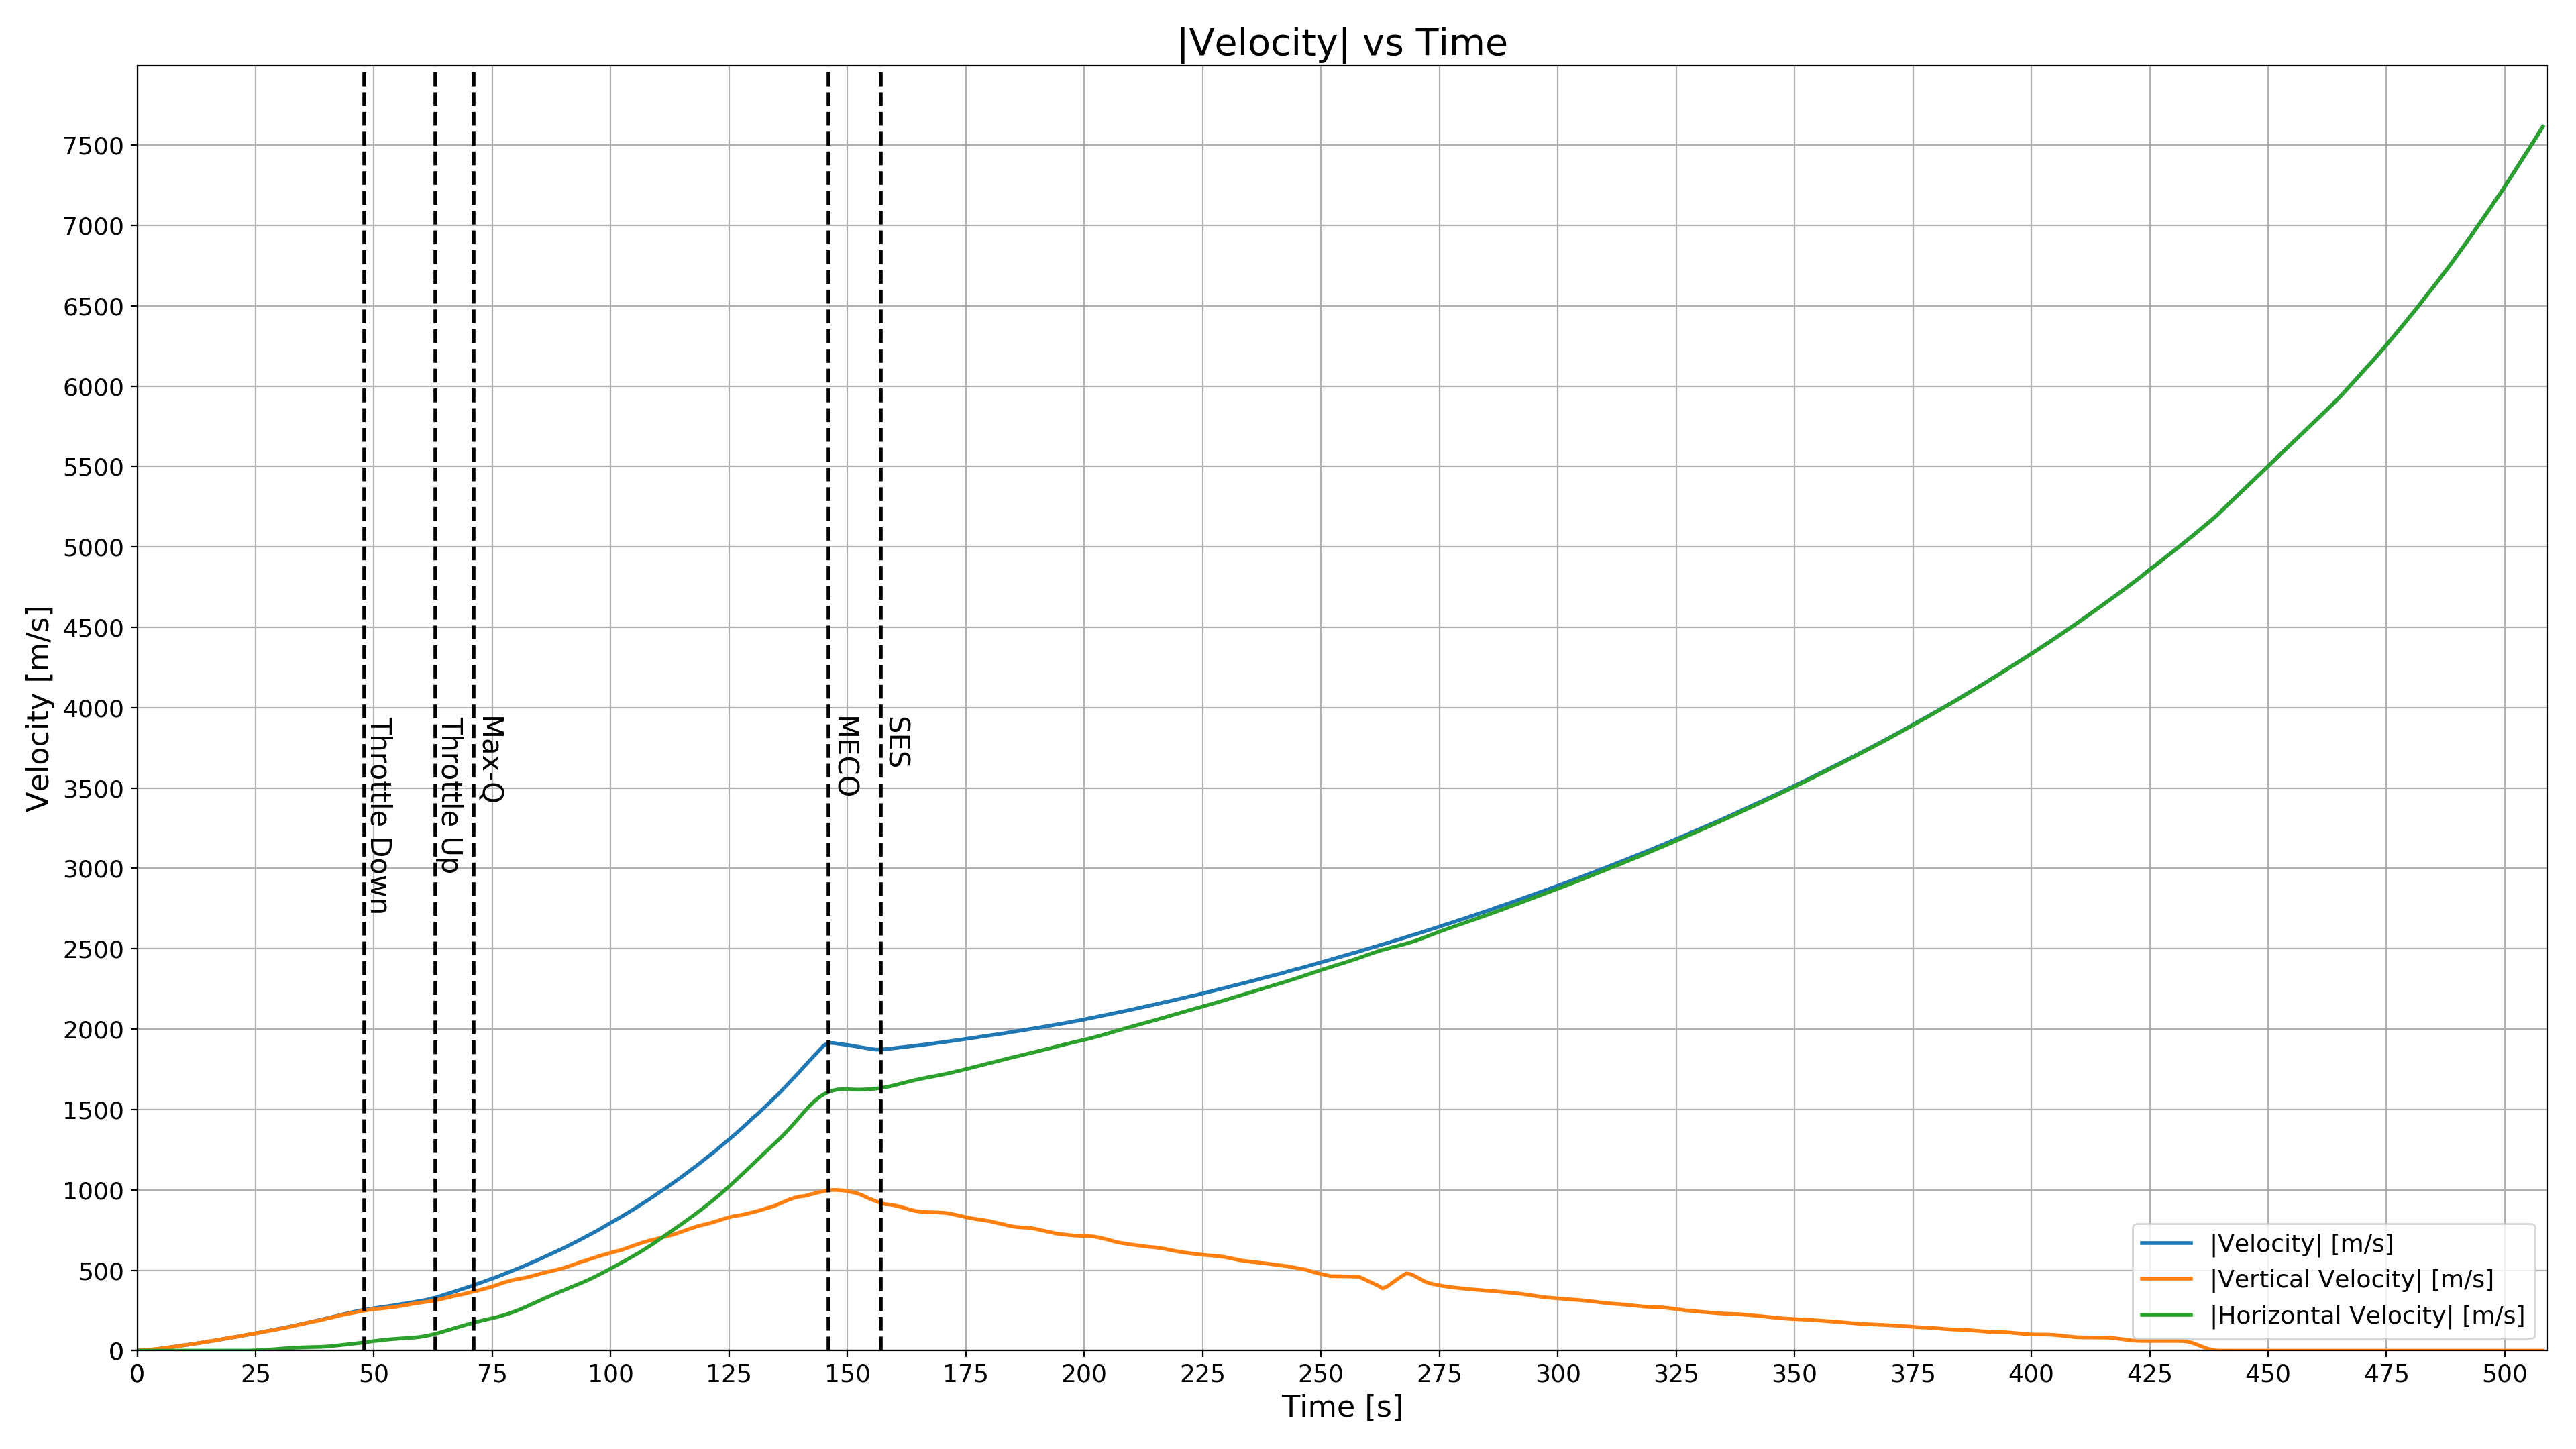 |Velocity| vs Time
Velocity [m/s]
7500
7000
6500
6000
5500
5000
4500
4000
3500
3000
2500
2000
1500
1000
500
0
Throttle Down
Throttle Up
Max-Q
MECO
SES
|Velocity| [m/s]
|Vertical Velocity| [m/s]
|Horizontal Velocity| [m/s]
0 25 50 75 100 125 150 175 200 225 250 275 300 325 350 375 400 425 450 475 500
Time [s]